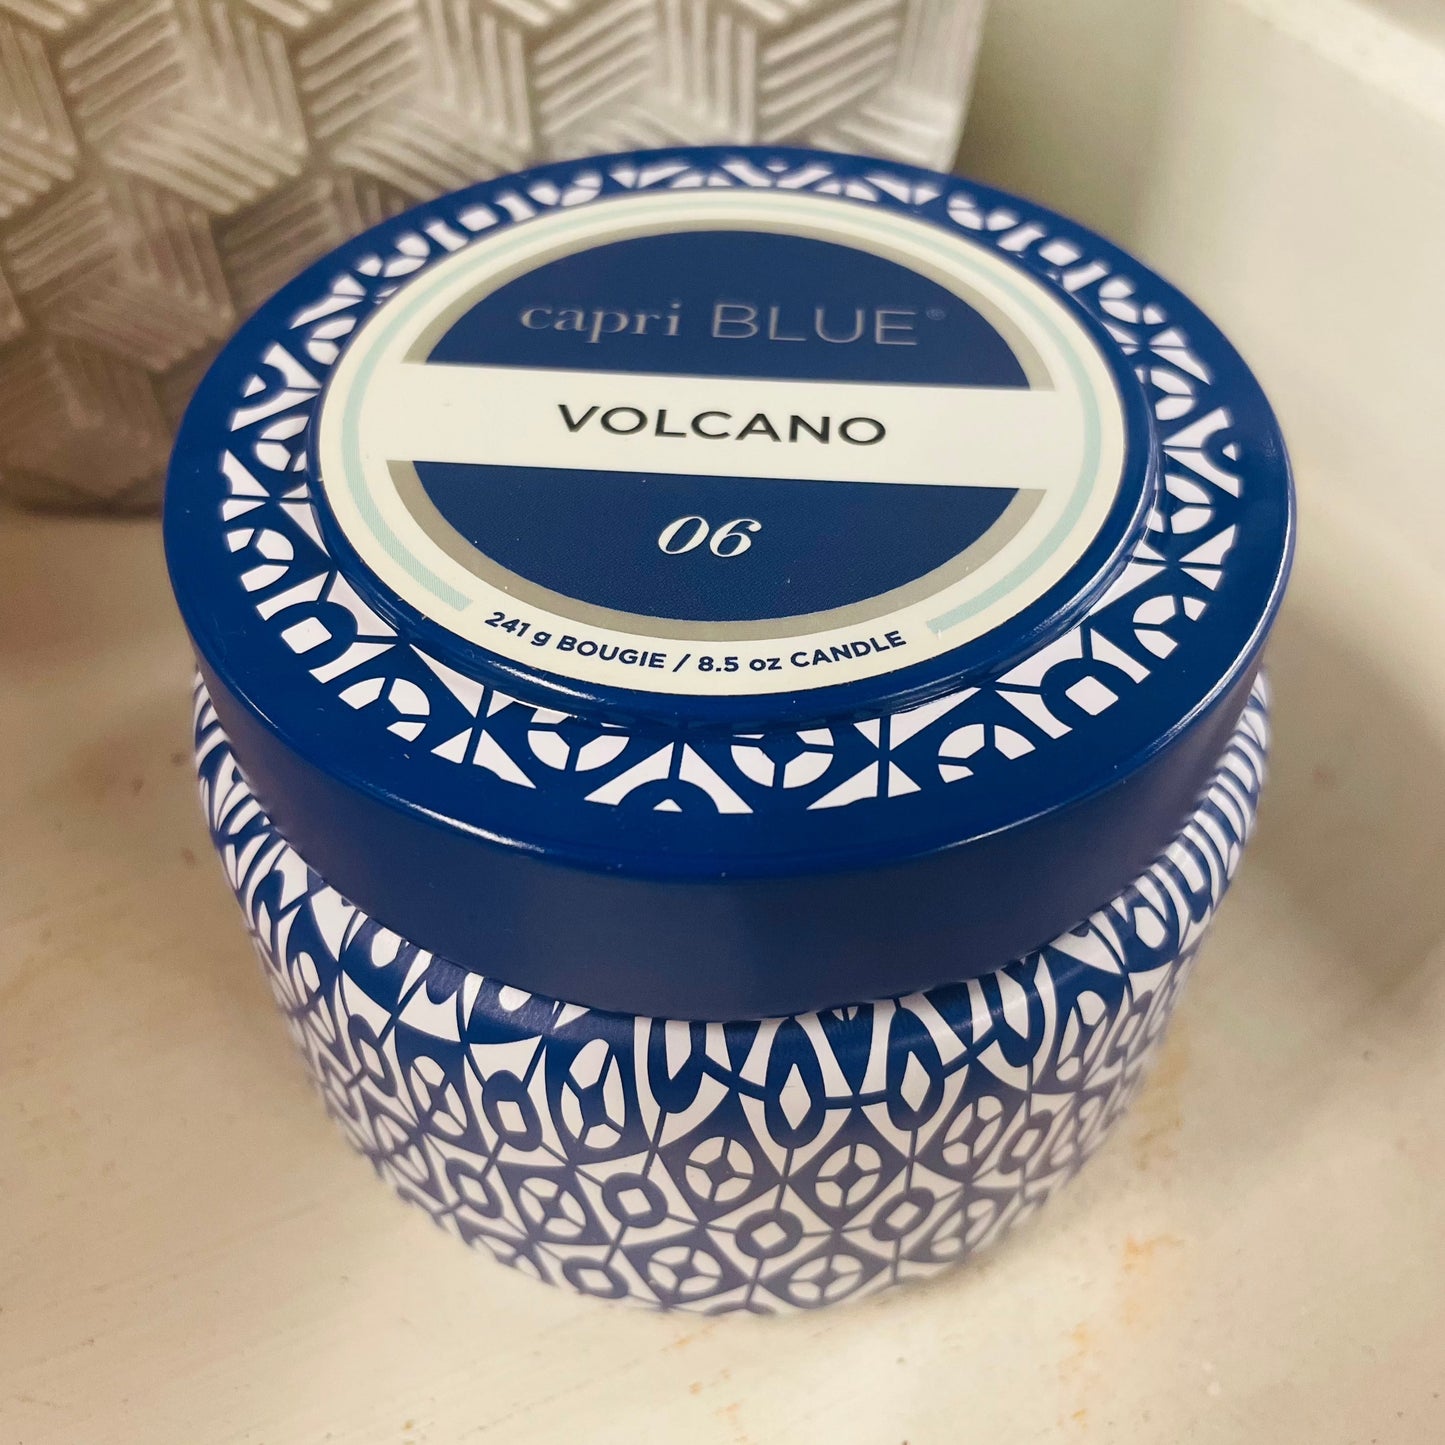 capri BLUE®
VOLCANO
06
241 g BOUGIE / 8.5 oz CANDLE